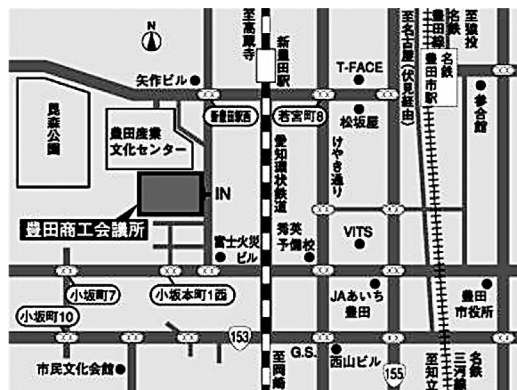 至高蔵寺
新豊田駅
至名古屋(伏見経由)
名鉄
豊田線
至猿投
名鉄
豊田市駅
N
矢作ビル
T-FACE
昆森公園
豊田産業
文化センター
新豊田駅西
若宮町8
松坂屋
参合館
愛知環状鉄道
けやき通り
IN
豊田商工会議所
富士火災
ビル
秀英
予備校
VITS
小坂町7
小坂本町1西
JAあいち
豊田
豊田
市役所
小坂町10
153
市民文化会館
至岡崎
G.S.
西山ビル
155
至知立
三河線
名鉄